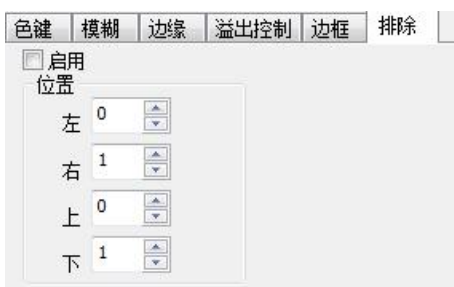 色键 模糊 边缘 溢出控制 边框 排除
启用
位置
左 0
右 1
上 0
下 1